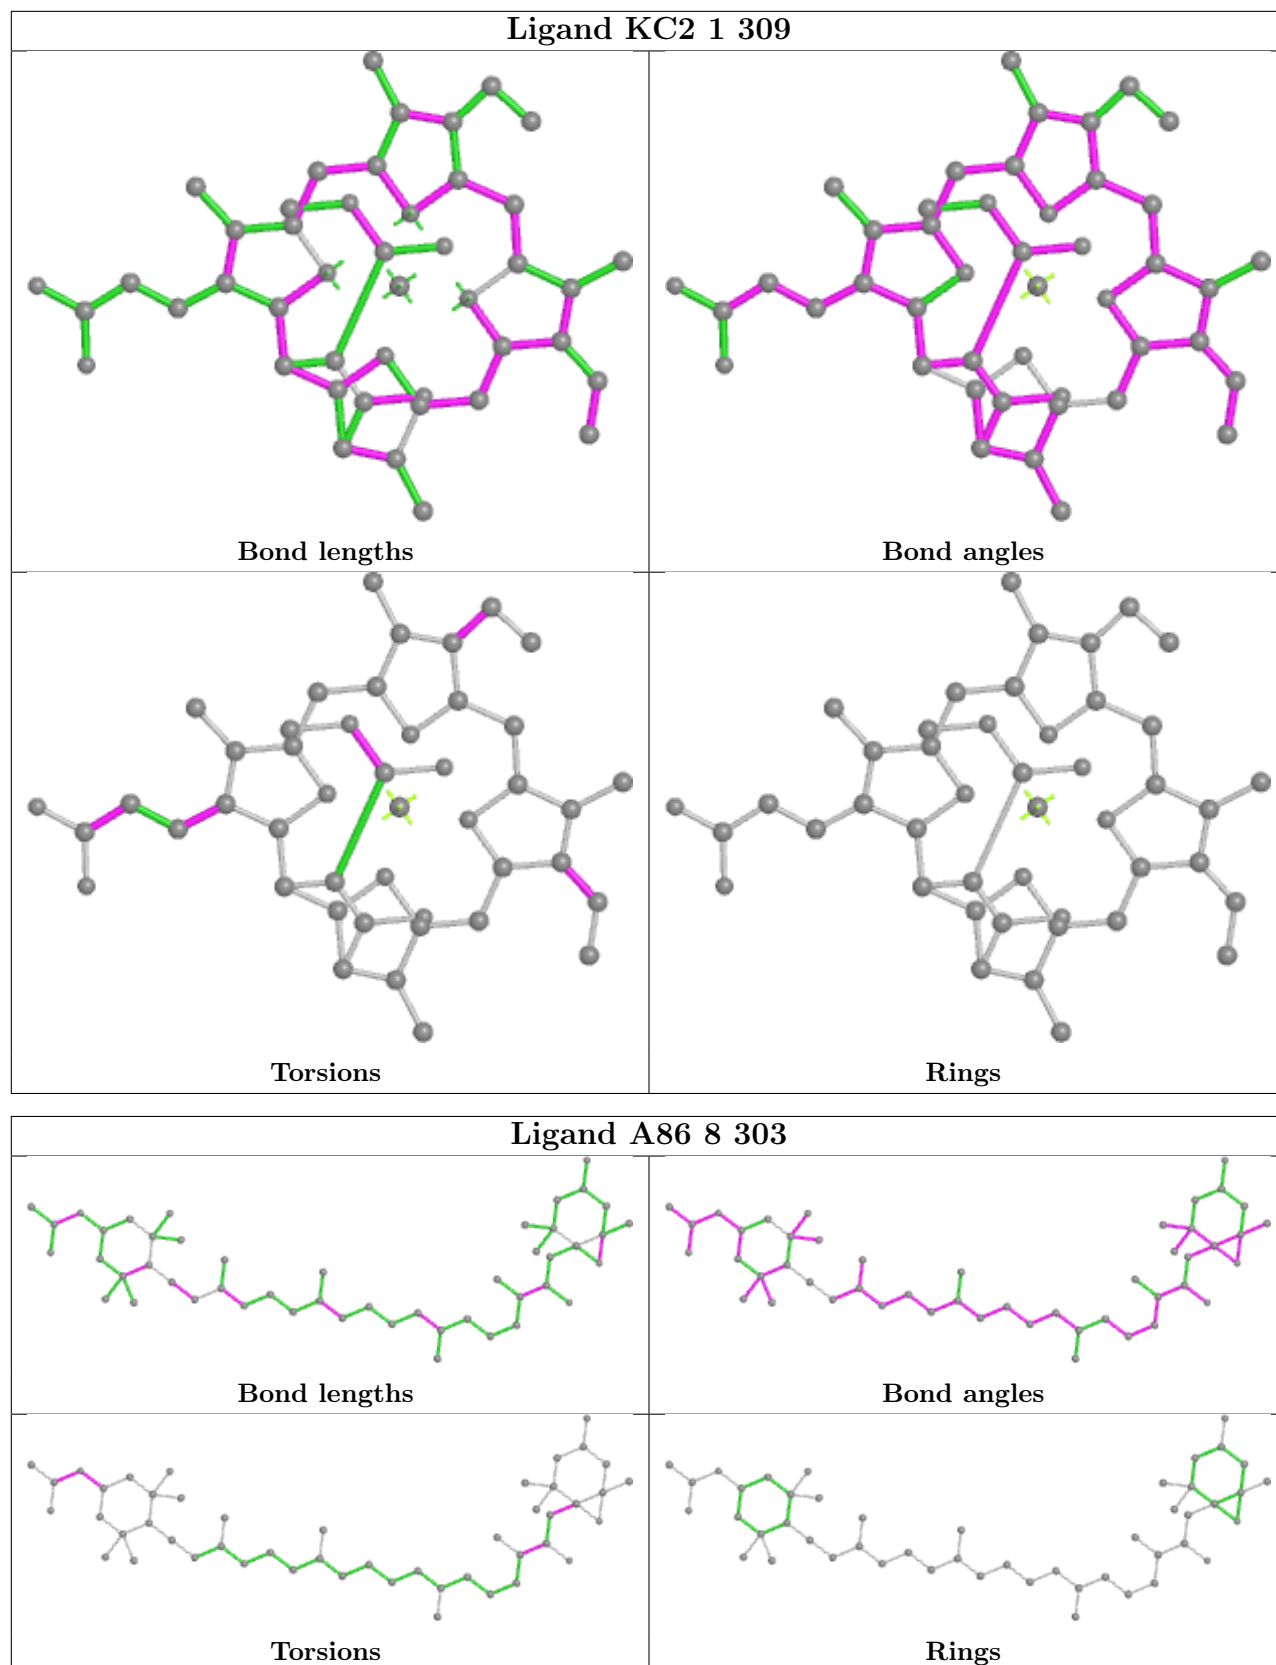 Ligand KC2 1 309
Bond lengths
Bond angles
Torsions
Rings
Ligand A86 8 303
Bond lengths
Bond angles
Torsions
Rings